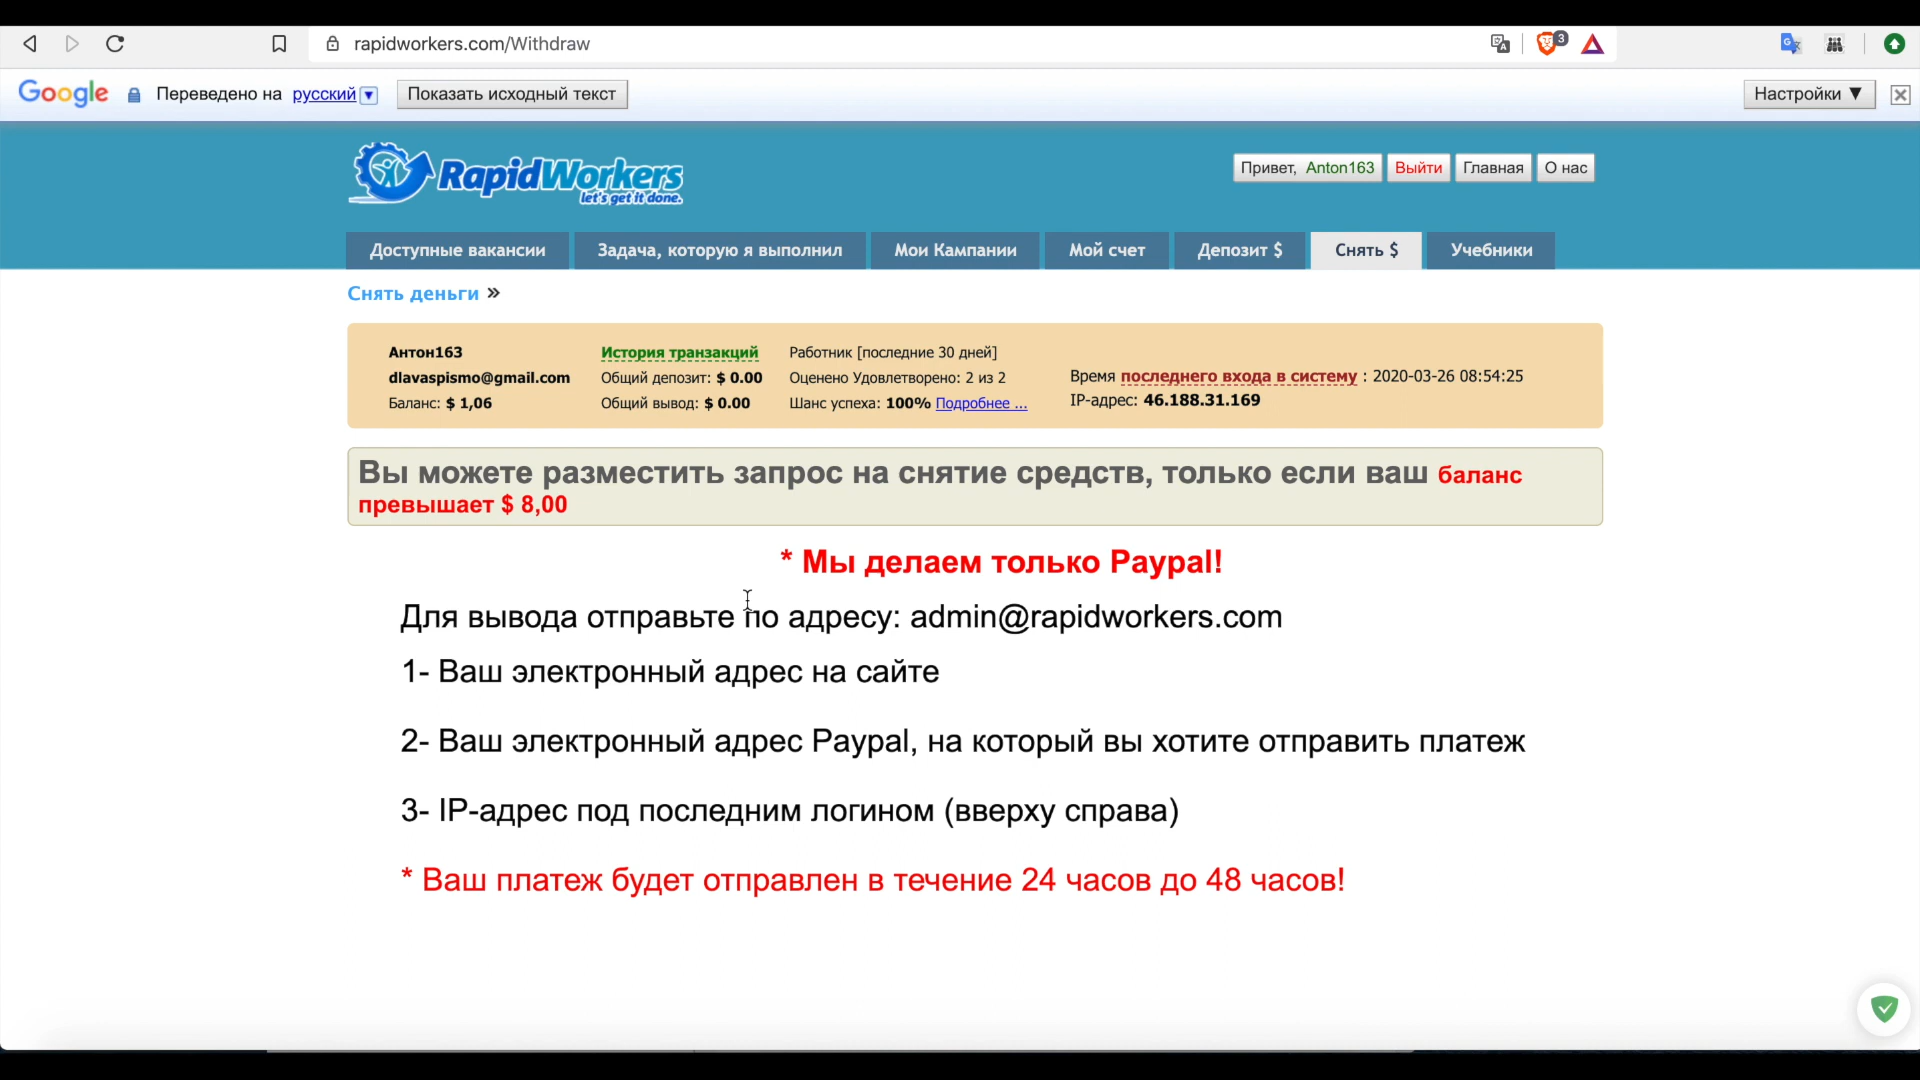 rapidworkers.com/Withdraw
3
Google Переведено на русский Показать исходный текст Настройки ▼
RapidWorkers
let's get it done.
Привет, Anton163 Выйти Главная О нас
Доступные вакансии Задача, которую я выполнил Мои Кампании Мой счет Депозит $ Снять $ Учебники
Снять деньги »
Антон163 История транзакций Работник [последние 30 дней]
dlavaspismo@gmail.com Общий депозит: $ 0.00 Оценено Удовлетворено: 2 из 2 Время последнего входа в систему : 2020-03-26 08:54:25
Баланс: $ 1,06 Общий вывод: $ 0.00 Шанс успеха: 100% Подробнее ... IP-адрес: 46.188.31.169
Вы можете разместить запрос на снятие средств, только если ваш баланс
превышает $ 8,00
* Мы делаем только Paypal!
Для вывода отправьте по адресу: admin@rapidworkers.com
1- Ваш электронный адрес на сайте
2- Ваш электронный адрес Paypal, на который вы хотите отправить платеж
3- IP-адрес под последним логином (вверху справа)
* Ваш платеж будет отправлен в течение 24 часов до 48 часов!